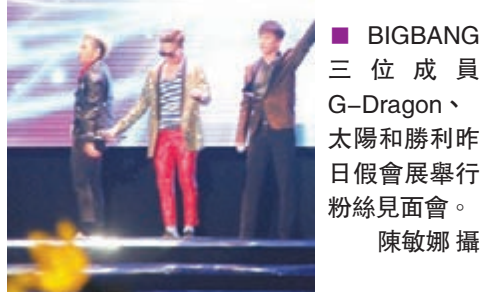 ■ BIGBANG
三位成員
G-Dragon、
太陽和勝利昨
日假會展舉行
粉絲見面會。
陳敏娜 攝